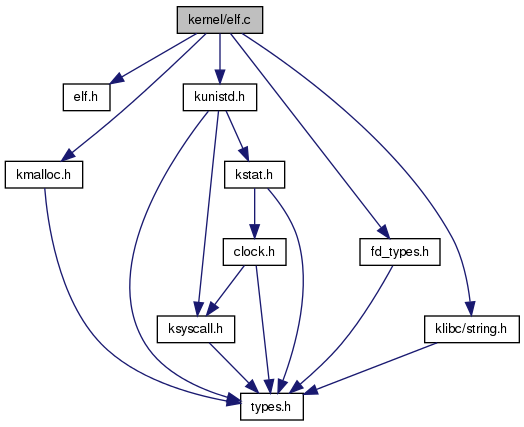 kernel/elf.c
elf.h
kunistd.h
kmalloc.h
kstat.h
clock.h
fd_types.h
ksyscall.h
klibc/string.h
types.h